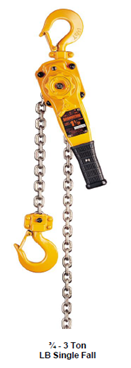 ¾ - 3 Ton
LB Single Fall